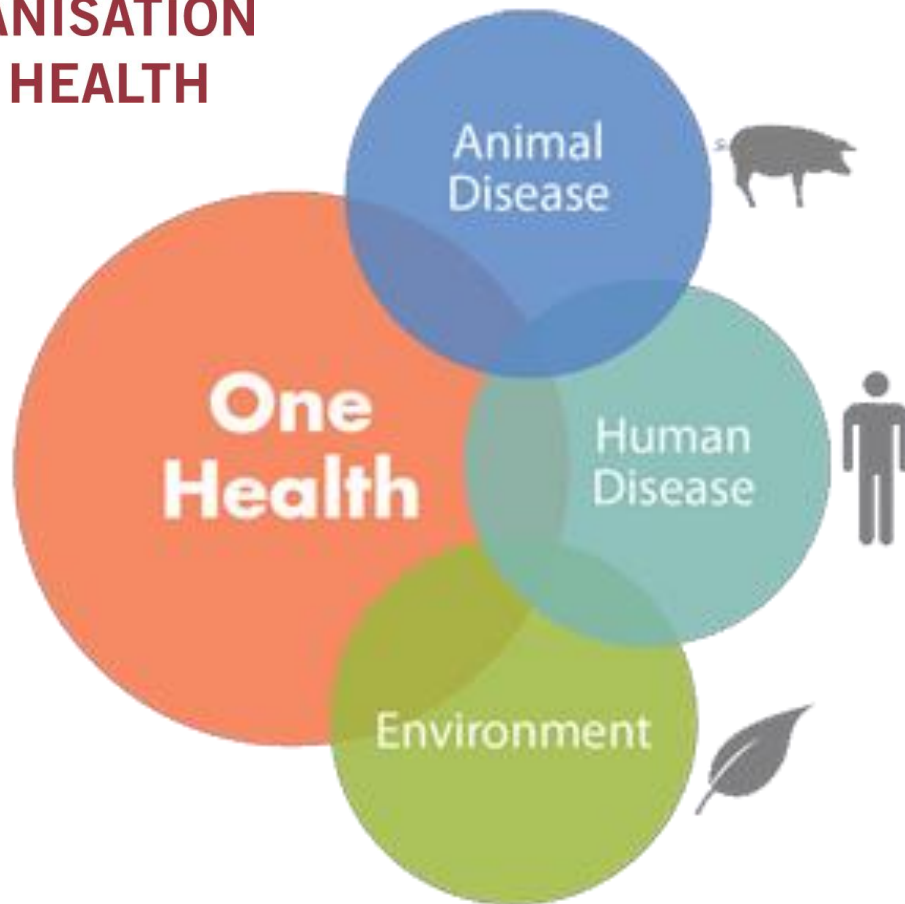 ANISATION
HEALTH
Animal
Disease
One
Health
Human
Disease
Environment